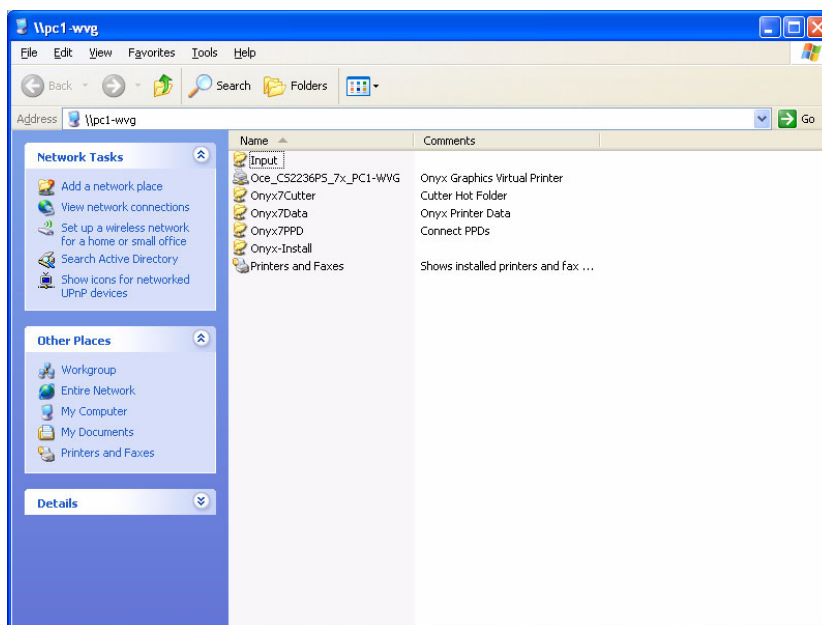 \\pc1-wvg
File Edit View Favorites Tools Help
Back Search Folders
Address \\pc1-wvg Go
Network Tasks
Add a network place
View network connections
Set up a wireless network
for a home or small office
Search Active Directory
Show icons for networked
UPnP devices
Other Places
Workgroup
Entire Network
My Computer
My Documents
Printers and Faxes
Details
Name Comments
Input
Oce_CS2236PS_7x_PC1-WVG Onyx Graphics Virtual Printer
Onyx7Cutter Cutter Hot Folder
Onyx7Data Onyx Printer Data
Onyx7PPD Connect PPDs
Onyx-Install
Printers and Faxes Shows installed printers and fax ...